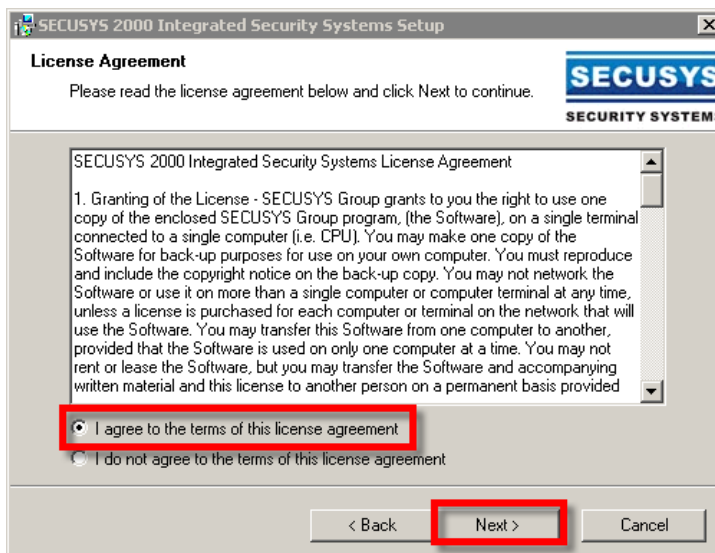 SECUSYS 2000 Integrated Security Systems Setup
License Agreement
Please read the license agreement below and click Next to continue.
SECUSYS
SECURITY SYSTEMS
SECUSYS 2000 Integrated Security Systems License Agreement
1. Granting of the License - SECUSYS Group grants to you the right to use one
copy of the enclosed SECUSYS Group program, (the Software), on a single terminal
connected to a single computer (i.e. CPU). You may make one copy of the
Software for back-up purposes for use on your own computer. You must reproduce
and include the copyright notice on the back-up copy. You may not network the
Software or use it on more than a single computer or computer terminal at any time,
unless a license is purchased for each computer or terminal on the network that will
use the Software. You may transfer this Software from one computer to another,
provided that the Software is used on only one computer at a time. You may not
rent or lease the Software, but you may transfer the Software and accompanying
written material and this license to another person on a permanent basis provided
I agree to the terms of this license agreement
I do not agree to the terms of this license agreement
< Back
Next >
Cancel